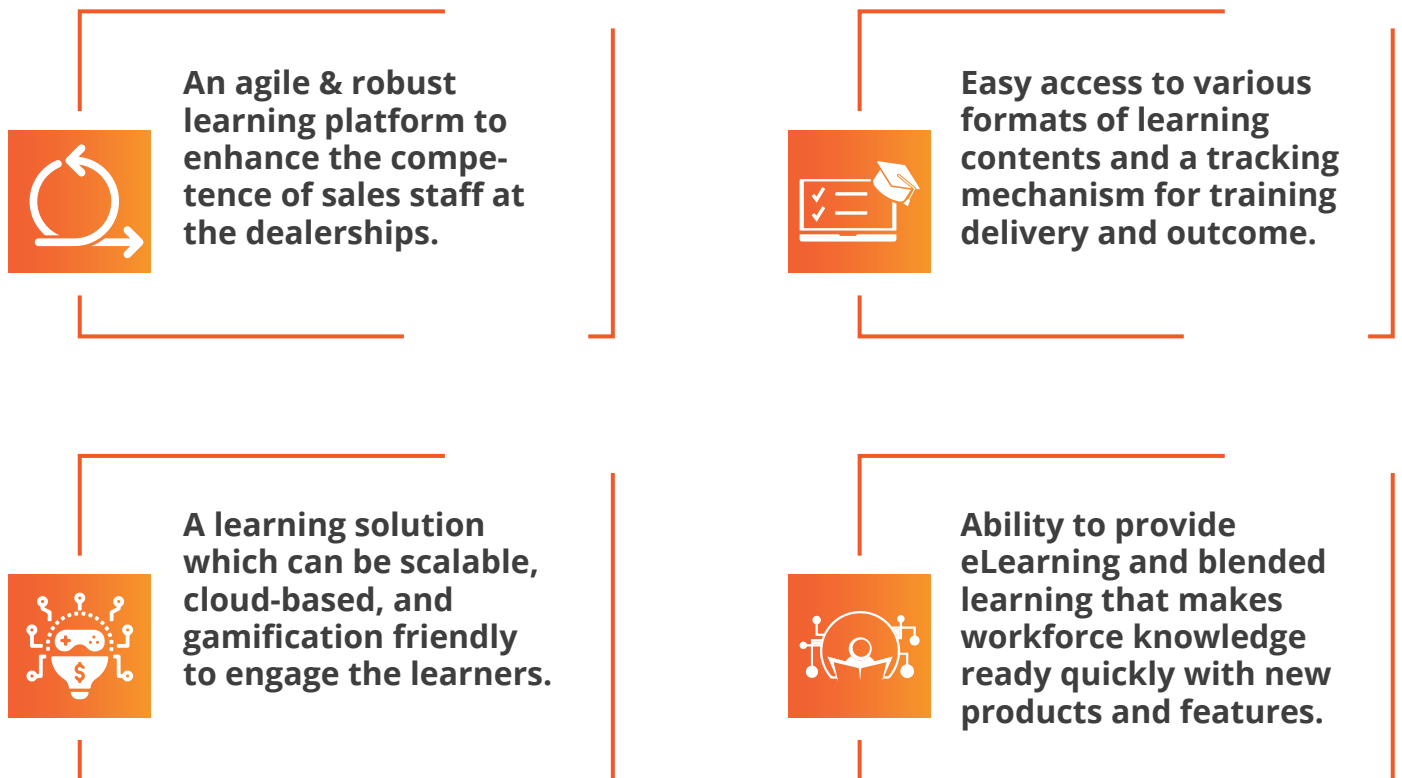 An agile & robust
learning platform to
enhance the compe-
tence of sales staff at
the dealerships.
Easy access to various
formats of learning
contents and a tracking
mechanism for training
delivery and outcome.
A learning solution
which can be scalable,
cloud-based, and
gamification friendly
to engage the learners.
$
Ability to provide
eLearning and blended
learning that makes
workforce knowledge
ready quickly with new
products and features.